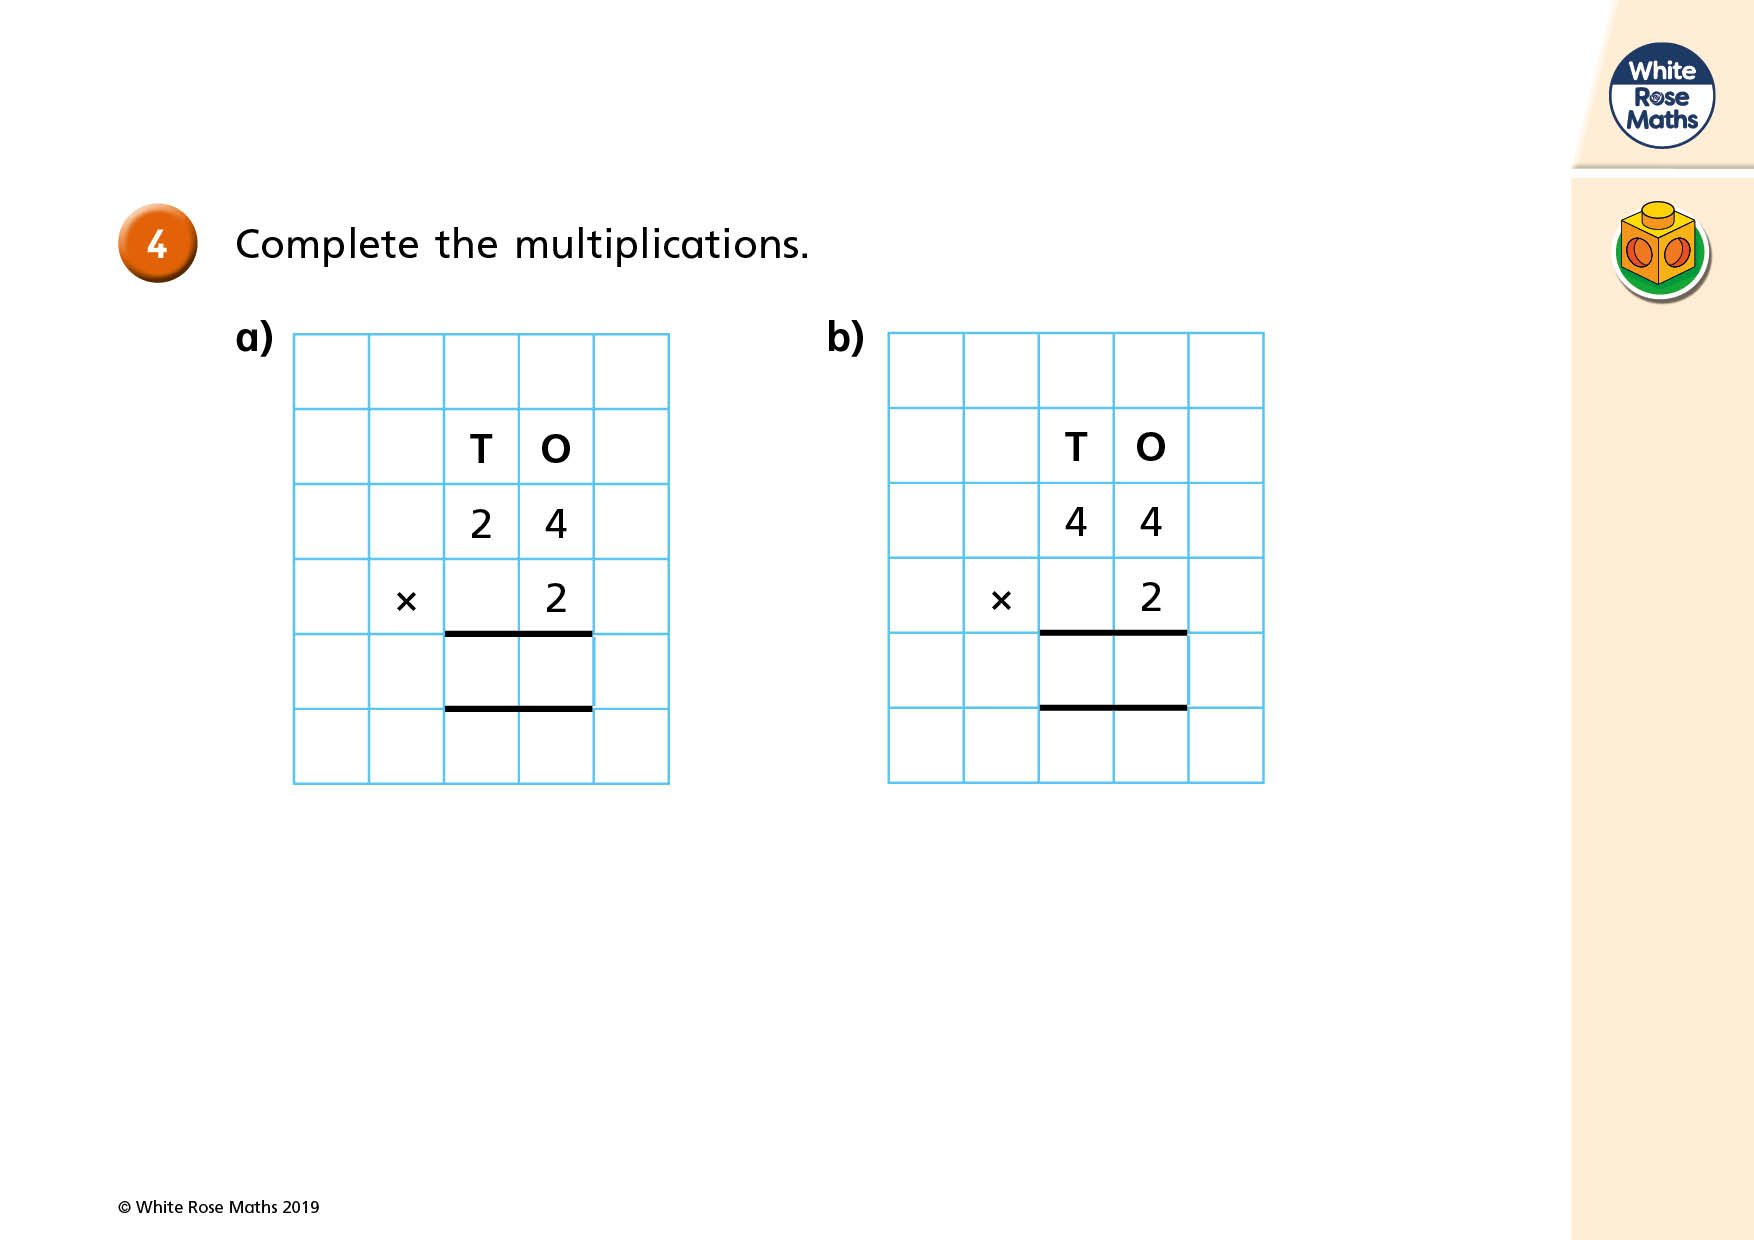 White
Rose
Maths
4 Complete the multiplications.
a)
T O
2 4
× 2
b)
T O
4 4
× 2
© White Rose Maths 2019